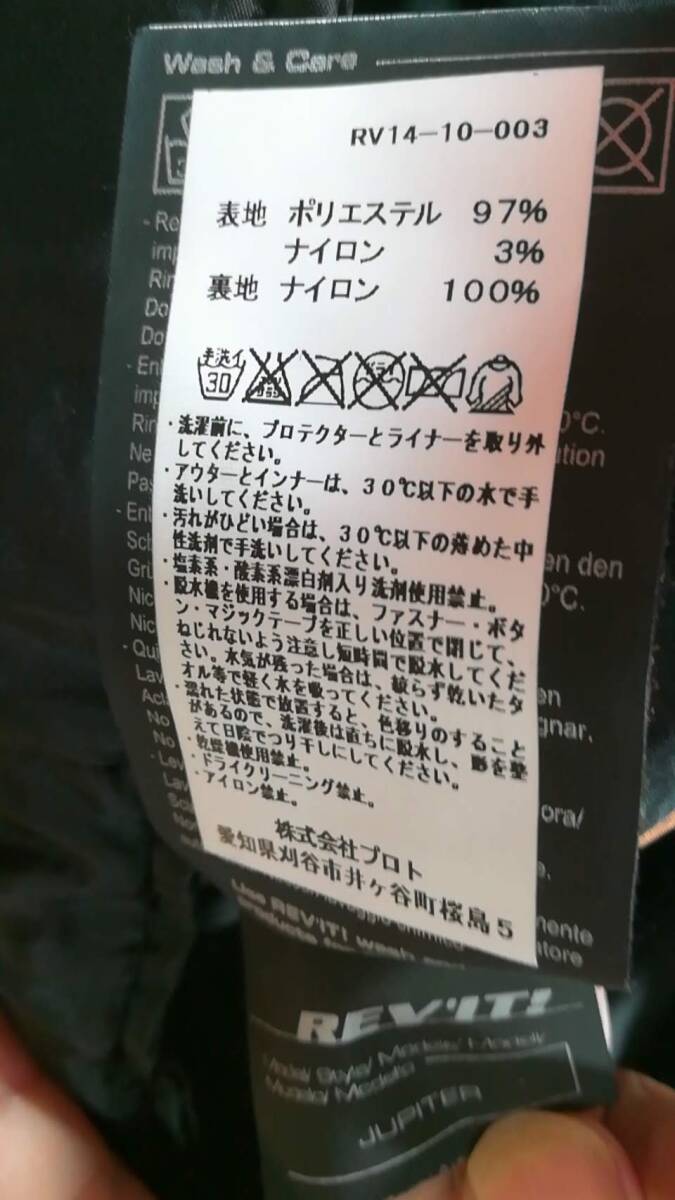 Wash & Care
RV14-10-003
表地 ポリエステル 97%
ナイロン 3%
裏地 ナイロン 100%
手洗イ
30
・洗濯前に、プロテクターとライナーを取り外
してください。
・アウターとインナーは、30℃以下の水で手
洗いしてください。
・汚れがひどい場合は、30℃以下の薄めた中
性洗剤で手洗いしてください。
・塩素系・酸素系漂白剤入り洗剤使用禁止。
・脱水機を使用する場合は、ファスナー・ボタ
ン・マジックテープを正しい位置で閉じて、
ねじれないよう注意し短時間で脱水してくだ
さい。水気が残った場合は、絞らず乾いたタ
オル等で軽く水を吸ってください。
・濡れた状態で放置すると、色移りのすること
があるので、洗濯後は直ちに脱水し、形を整
えて日陰でつり干しにしてください。
・乾燥機使用禁止。
・ドライクリーニング禁止。
・アイロン禁止。
株式会社プロト
愛知県刈谷市井ケ谷町桜島5
Use REV'IT! Wash
REV'IT!
Model/ Style/ Modele/ Modell/
Modelo/ Modello
JUPITER